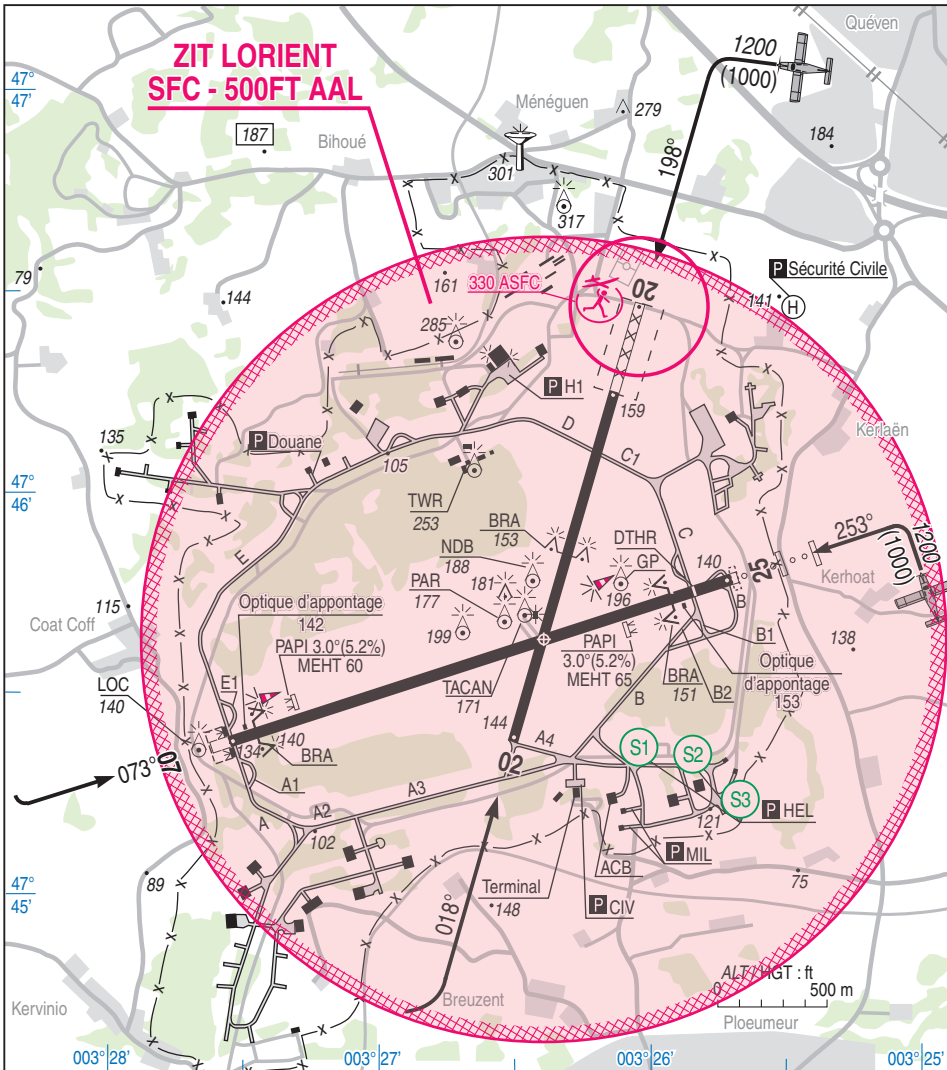 Quéven
ZIT LORIENT
SFC - 500FT AAL
1200
(1000)
47°
47'
Ménéguen
279
187
Bihoué
184
198°
301
317
79
144
161
330 ASFC
20
P Sécurité Civile
141
H
285
P H1
159
135
P Douane
D
C1
Kerlaën
105
47°
46'
TWR
253
BRA
153
DTHR
C
NDB
188
GP
140
25
253°
1200
(1000)
E
181
PAR
177
196
B
Kerhoat
115
Optique d'appontage
142
Coat Coff
199
PAPI 3.0°(5.2%)
MEHT 60
PAPI
3.0°(5.2%)
MEHT 65
B1
138
BRA
151
B2
Optique
d'appontage
153
LOC
140
E1
TACAN
171
B
144
134
140
BRA
A4
S1
S2
073°
07
02
A1
S3
A
A2
A3
121
P HEL
102
P MIL
ACB
89
47°
45'
Terminal
75
148
P CIV
018°
ALT / HGT : ft
0
500 m
Kervinio
Breuzent
Ploeumeur
003° 28'
003° 27'
003° 26'
003° 25'